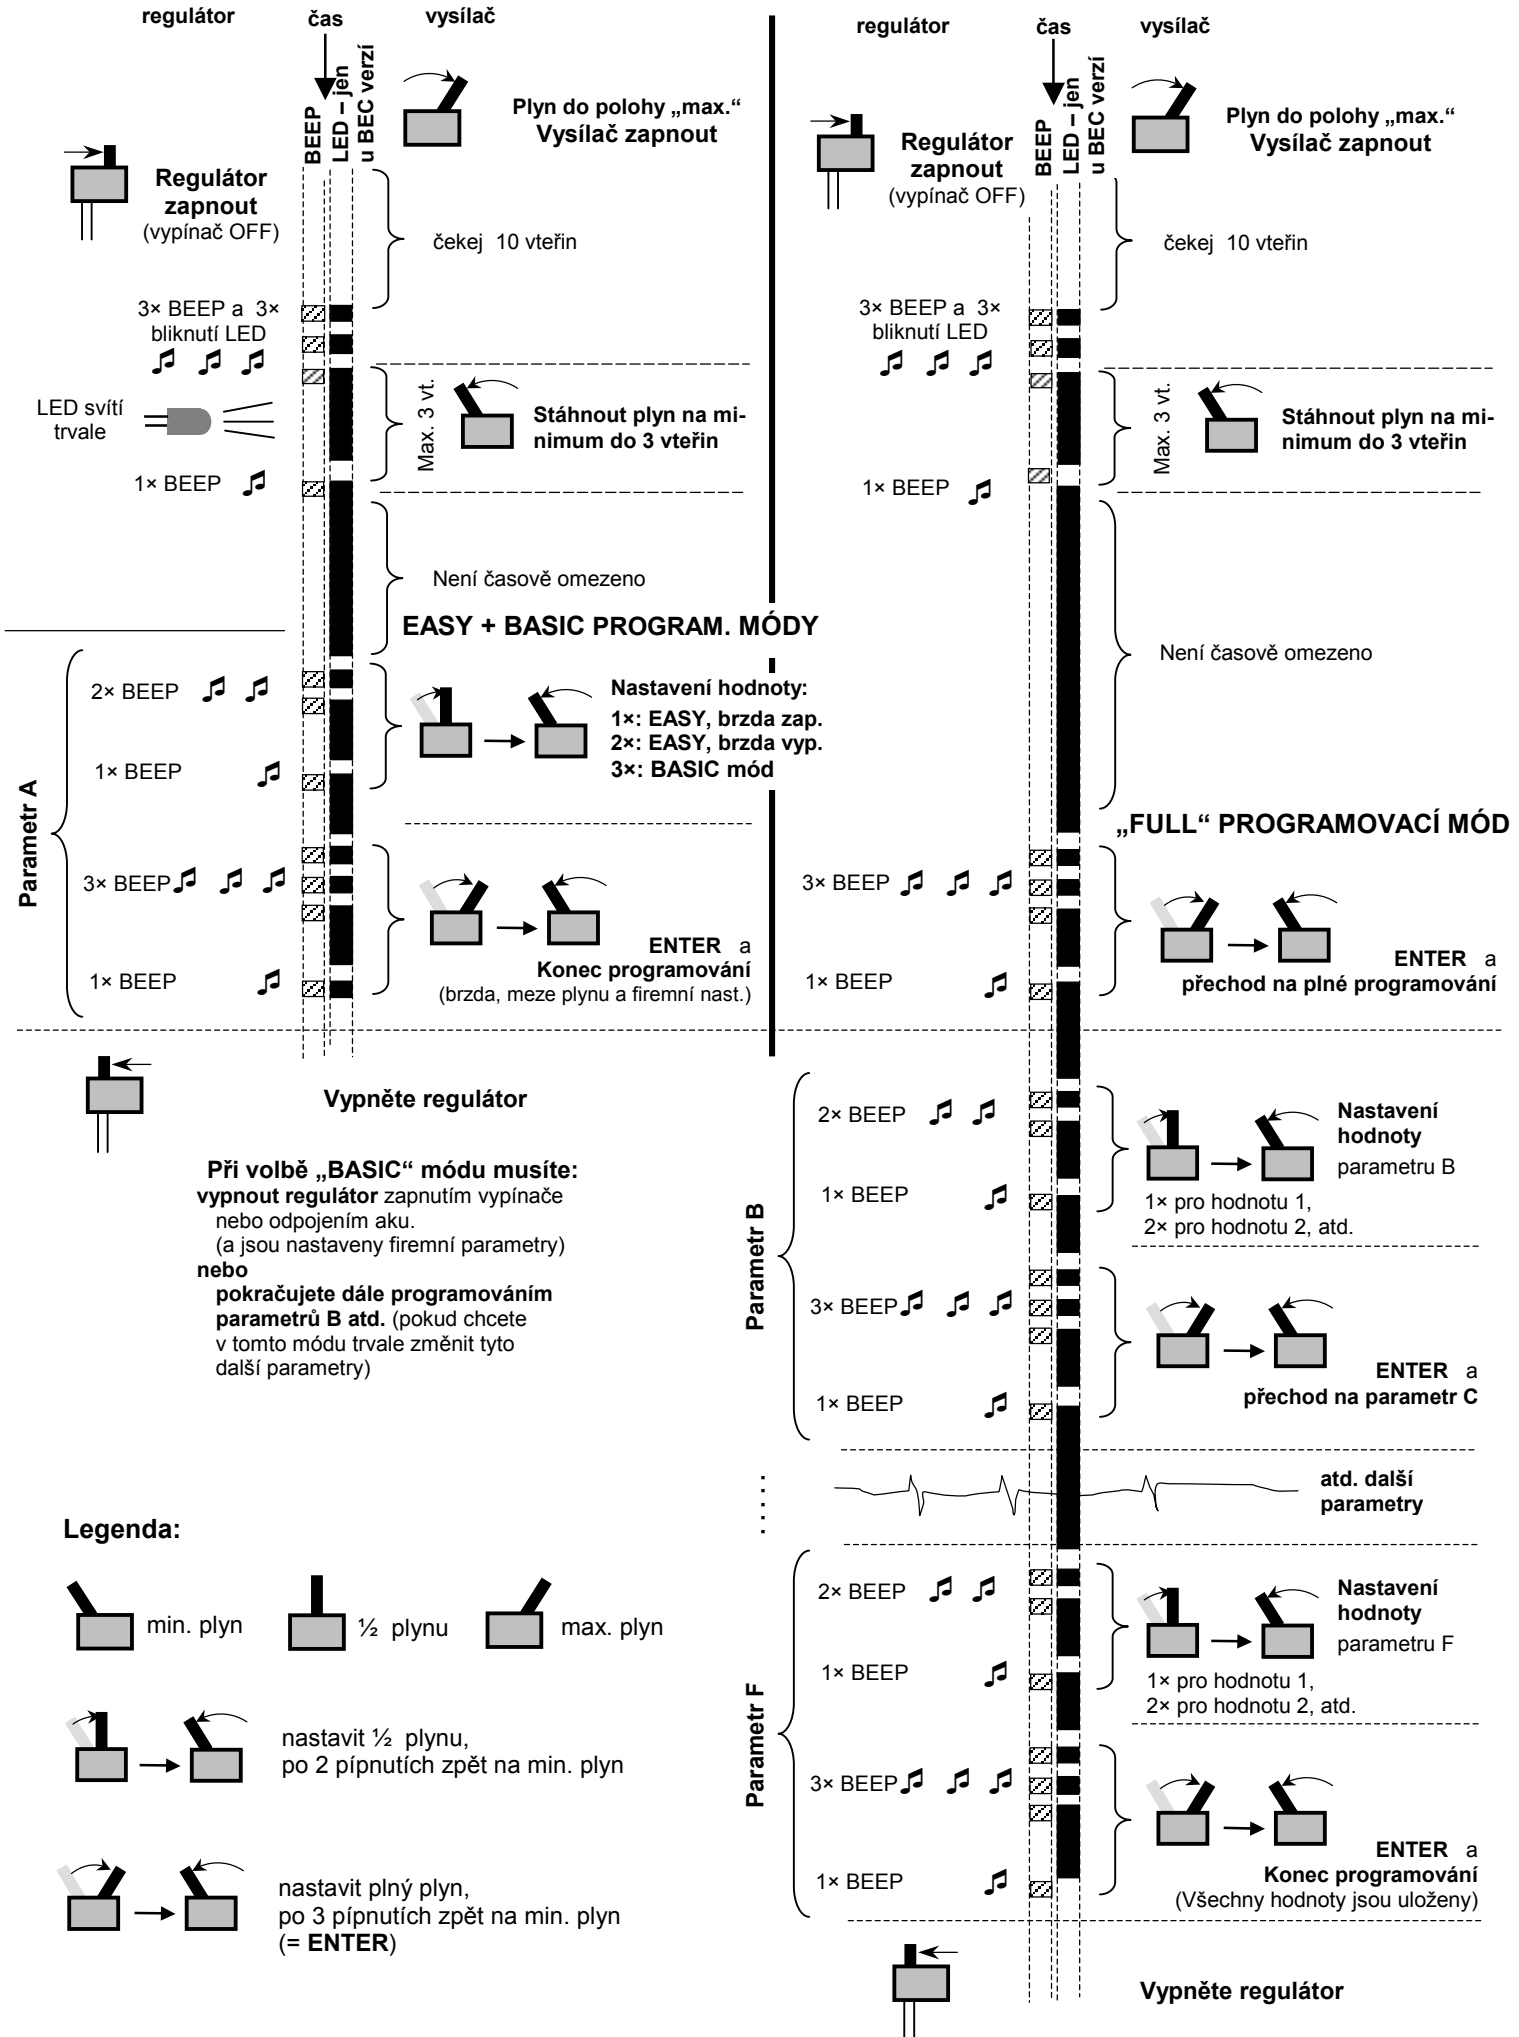 regulátor
čas
vysílač
BEEP
LED – jen
u BEC verzí
Plyn do polohy „max.“
Vysílač zapnout
Regulátor
zapnout
(vypínač OFF)
čekej 10 vteřin
3× BEEP a 3×
bliknutí LED
LED svítí
trvale
Max. 3 vt.
Stáhnout plyn na mi-
nimum do 3 vteřin
1× BEEP
Není časově omezeno
EASY + BASIC PROGRAM. MÓDY
Parametr A
2× BEEP
Nastavení hodnoty:
1×: EASY, brzda zap.
2×: EASY, brzda vyp.
3×: BASIC mód
1× BEEP
3× BEEP
ENTER a
Konec programování
(brzda, meze plynu a firemní nast.)
1× BEEP
Vypněte regulátor
Při volbě „BASIC“ módu musíte:
vypnout regulátor zapnutím vypínače
nebo odpojením aku.
(a jsou nastaveny firemní parametry)
nebo
pokračujete dále programováním
parametrů B atd. (pokud chcete
v tomto módu trvale změnit tyto
další parametry)
Legenda:
min. plyn
½ plynu
max. plyn
nastavit ½ plynu,
po 2 pípnutích zpět na min. plyn
nastavit plný plyn,
po 3 pípnutích zpět na min. plyn
(= ENTER)
regulátor
čas
vysílač
BEEP
LED – jen
u BEC verzí
Plyn do polohy „max.“
Vysílač zapnout
Regulátor
zapnout
(vypínač OFF)
čekej 10 vteřin
3× BEEP a 3×
bliknutí LED
Max. 3 vt.
Stáhnout plyn na mi-
nimum do 3 vteřin
1× BEEP
Není časově omezeno
„FULL“ PROGRAMOVACÍ MÓD
3× BEEP
ENTER a
přechod na plné programování
1× BEEP
Parametr B
2× BEEP
Nastavení
hodnoty
parametru B
1× BEEP
1× pro hodnotu 1,
2× pro hodnotu 2, atd.
3× BEEP
ENTER a
přechod na parametr C
1× BEEP
.....
atd. další
parametry
Parametr F
2× BEEP
Nastavení
hodnoty
parametru F
1× BEEP
1× pro hodnotu 1,
2× pro hodnotu 2, atd.
3× BEEP
ENTER a
Konec programování
(Všechny hodnoty jsou uloženy)
1× BEEP
Vypněte regulátor